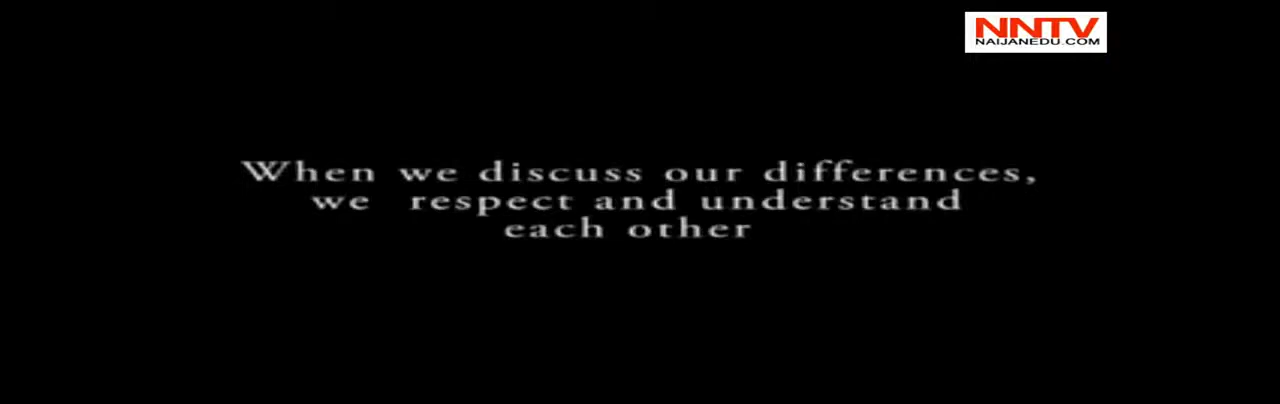 NNTV
NAIJANEDU.COM
When we discuss our differences,
we respect and understand
each other